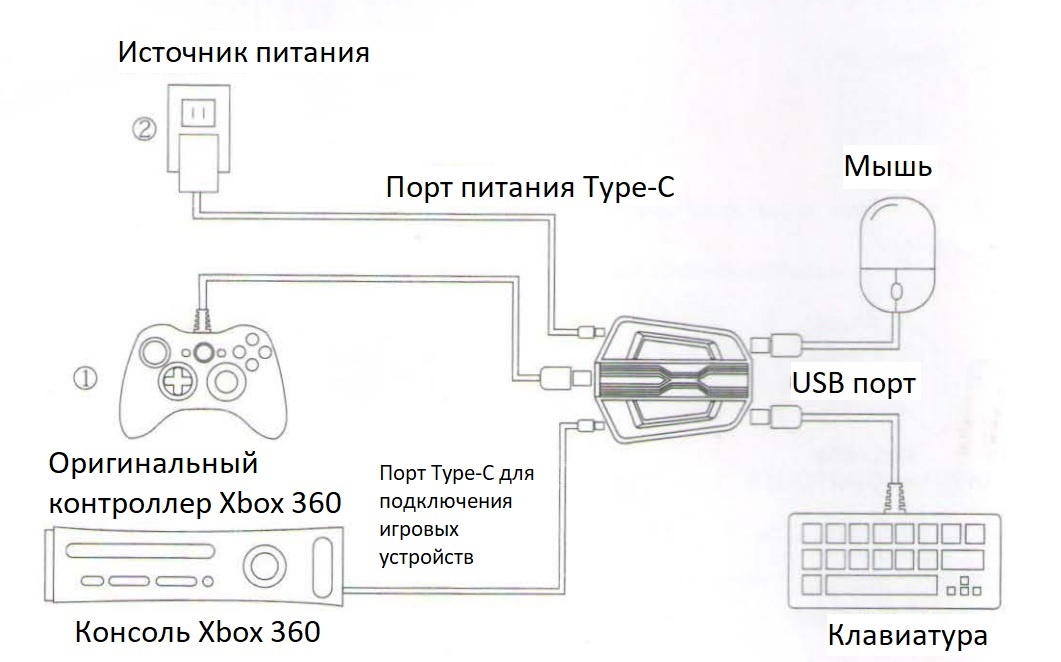 Источник питания
②
Порт питания Type-C
Мышь
①
USB порт
Оригинальный
контроллер Xbox 360
Порт Type-C для
подключения
игровых
устройств
Консоль Xbox 360
Клавиатура